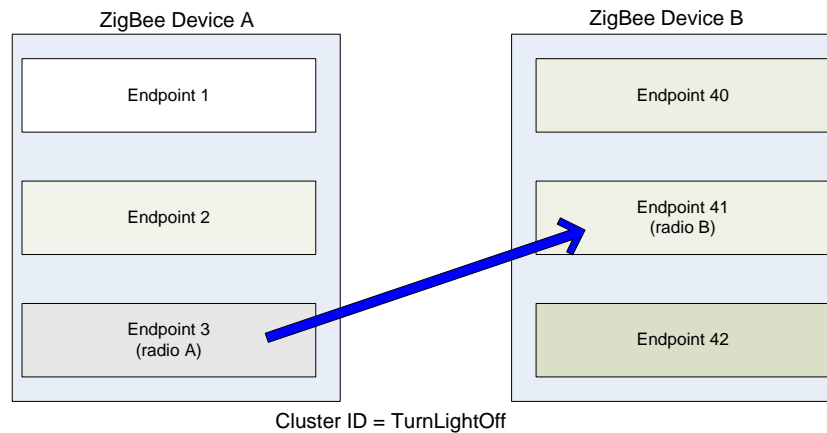 ZigBee Device A
ZigBee Device B
Endpoint 1
Endpoint 40
Endpoint 2
Endpoint 41
(radio B)
Endpoint 3
(radio A)
Endpoint 42
Cluster ID = TurnLightOff